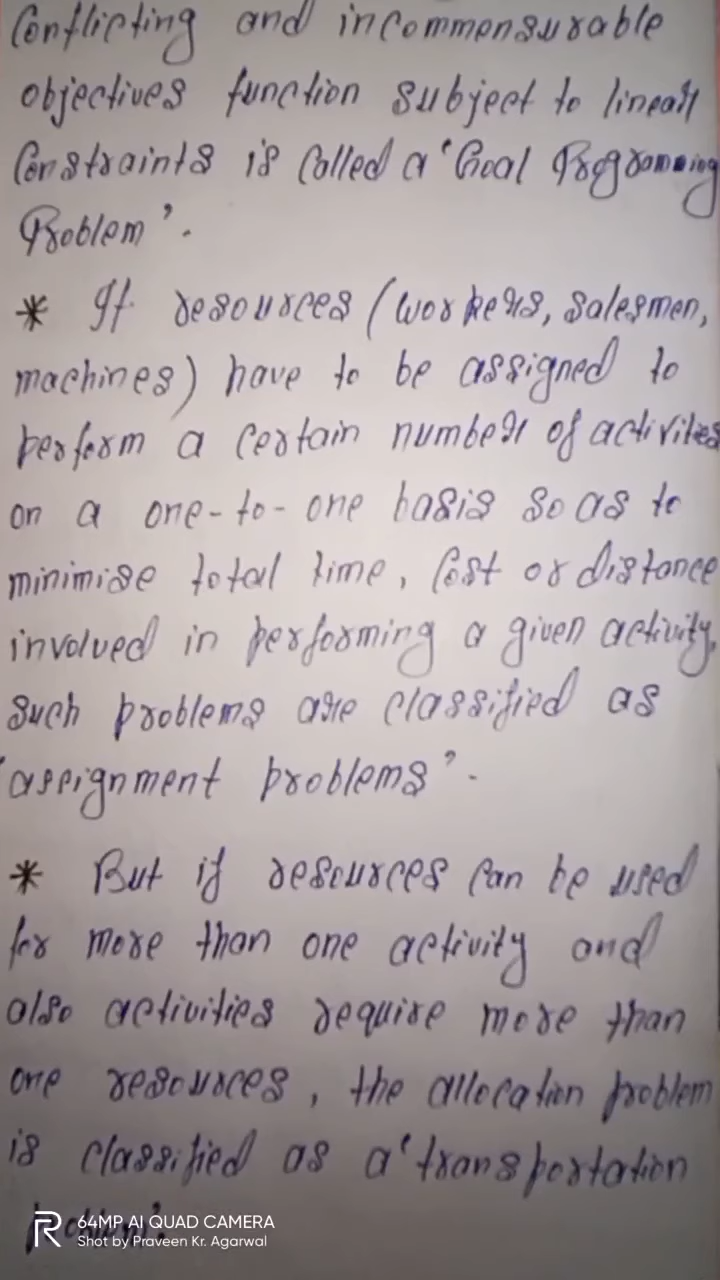 Conflicting and incommensurable
objectives function subject to linear
Constraints is called a 'Goal Programming
Problem'.
* If resources (workers, salesmen,
machines) have to be assigned to
perform a certain number of activites
on a one-to-one basis so as to
minimise total time, Cost or distance
involved in performing a given activity,
such problems are classified as
'assignment problems'.
* But if resources can be used
for more than one activity and
also activities require more than
one resources, the allocation problem
is classified as a 'transportation
problem'.
64MP AI QUAD CAMERA
Shot by Praveen Kr. Agarwal